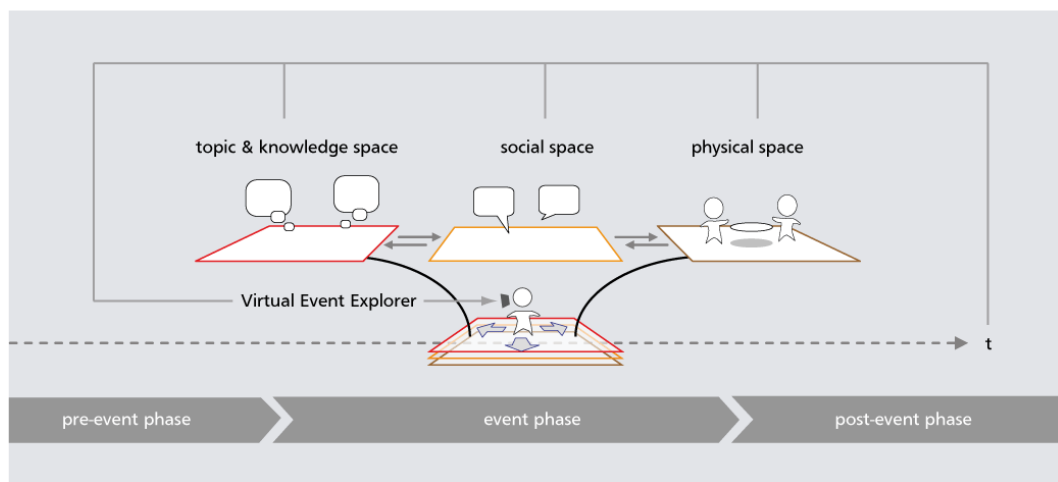 topic & knowledge space
social space
physical space
Virtual Event Explorer
t
pre-event phase
event phase
post-event phase